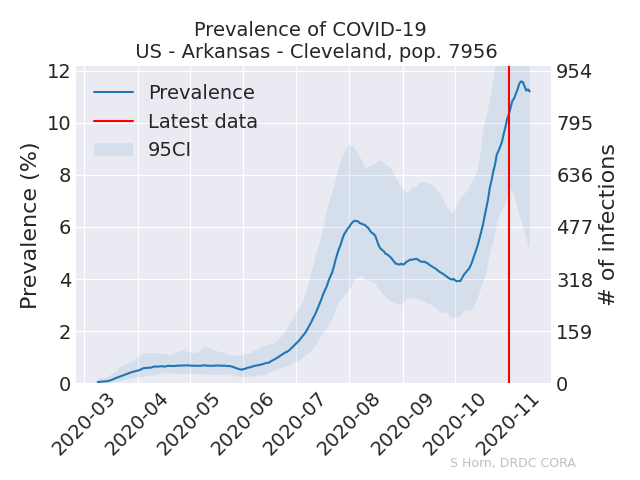 Prevalence of COVID-19
US - Arkansas - Cleveland, pop. 7956
Prevalence
Latest data
95CI
Prevalence (%)
12
10
8
6
4
2
0
954
795
636
477
318
159
0
# of infections
2020-03
2020-04
2020-05
2020-06
2020-07
2020-08
2020-09
2020-10
2020-11
S Horn, DRDC CORA